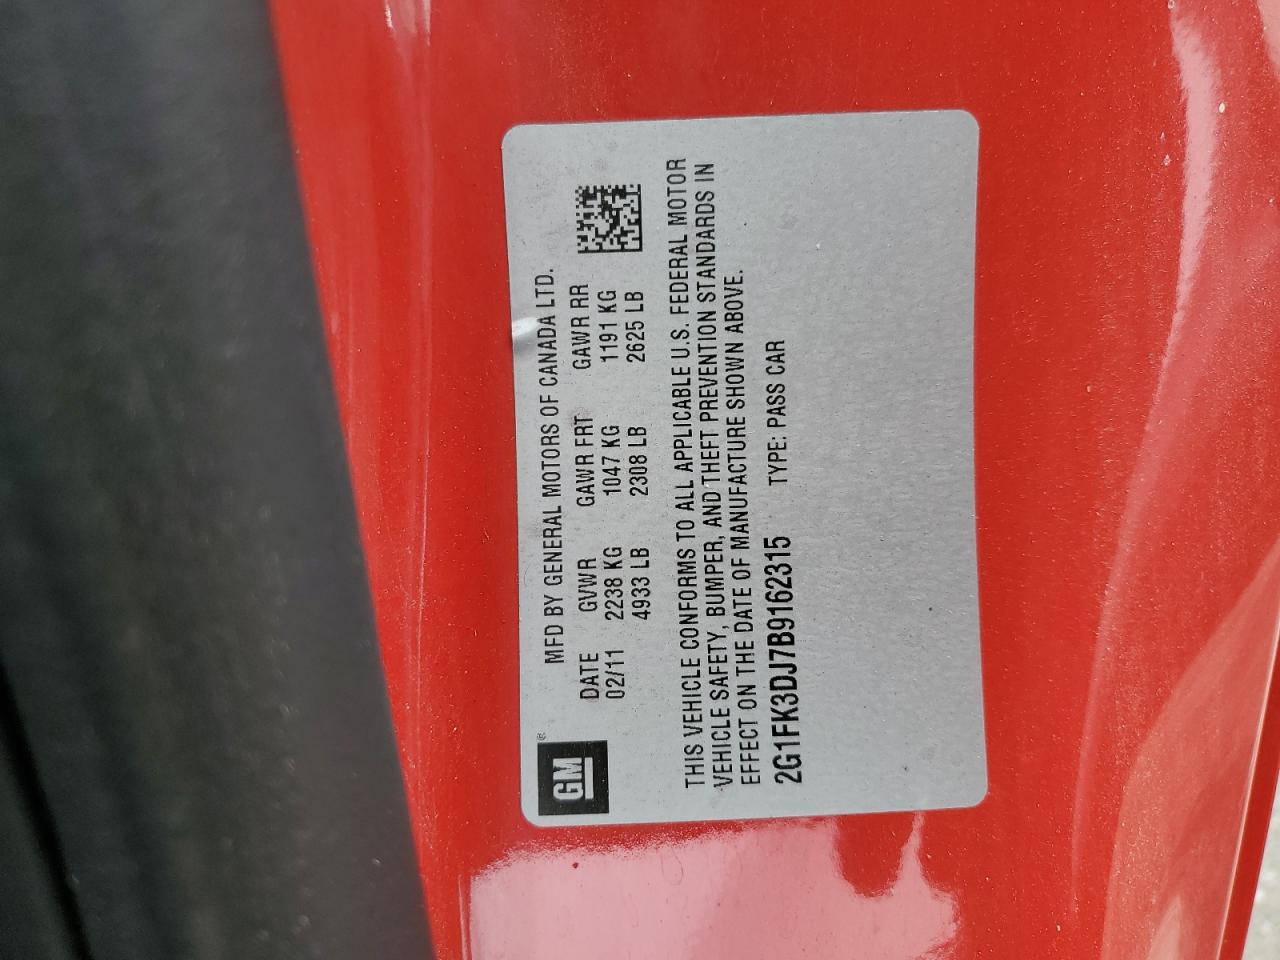 GM ®
MFD BY GENERAL MOTORS OF CANADA LTD.
DATE GVWR GAWR FRT GAWR RR
02/11 2238 KG 1047 KG 1191 KG
4933 LB 2308 LB 2625 LB
THIS VEHICLE CONFORMS TO ALL APPLICABLE U.S. FEDERAL MOTOR
VEHICLE SAFETY, BUMPER, AND THEFT PREVENTION STANDARDS IN
EFFECT ON THE DATE OF MANUFACTURE SHOWN ABOVE.
2G1FK3DJ7B9162315 TYPE: PASS CAR